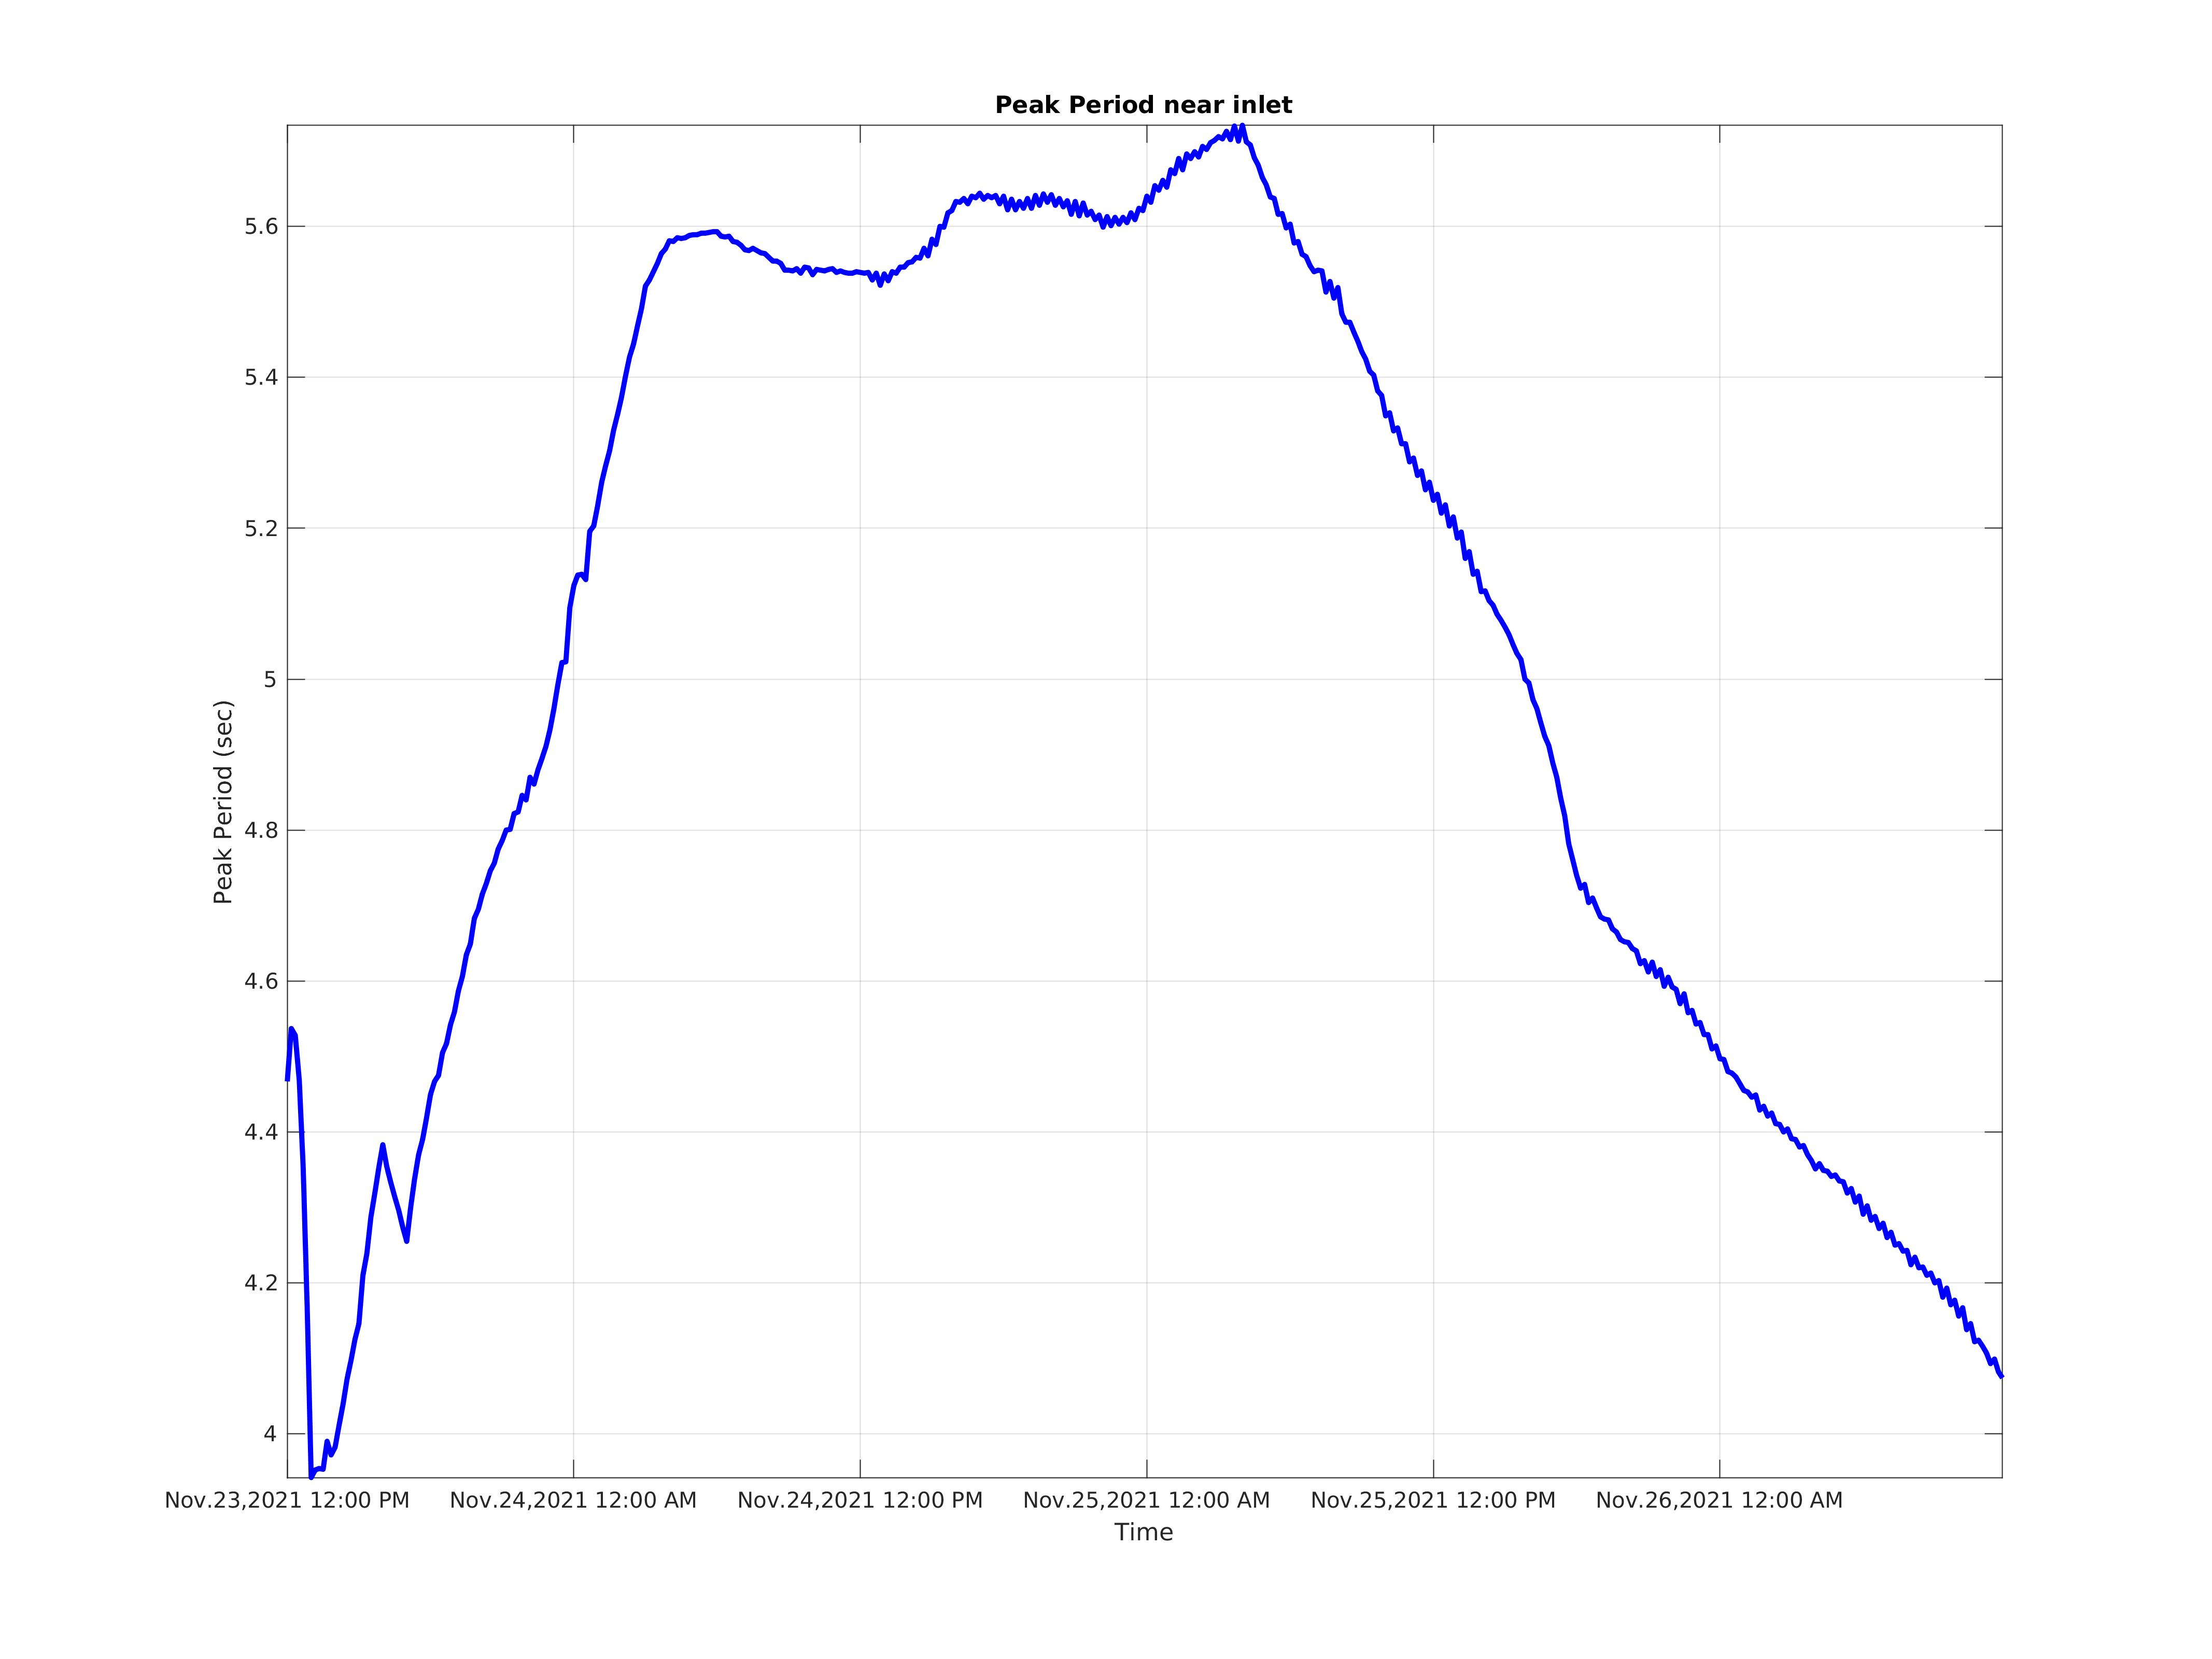 Peak Period near inlet
Peak Period (sec)
5.6
5.4
5.2
5
4.8
4.6
4.4
4.2
4
Nov.23,2021 12:00 PM Nov.24,2021 12:00 AM Nov.24,2021 12:00 PM Nov.25,2021 12:00 AM Nov.25,2021 12:00 PM Nov.26,2021 12:00 AM
Time